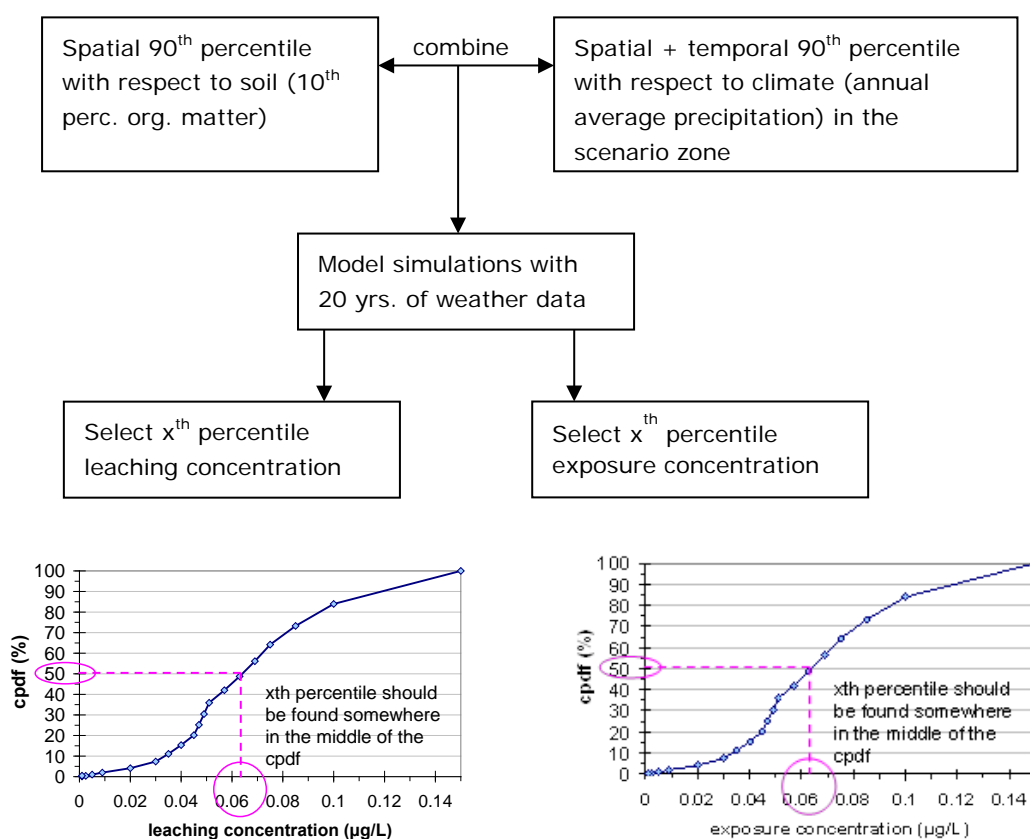 Spatial 90th percentile
with respect to soil (10th
perc. org. matter)
combine
Spatial + temporal 90th percentile
with respect to climate (annual
average precipitation) in the
scenario zone
Model simulations with
20 yrs. of weather data
Select xth percentile
leaching concentration
Select xth percentile
exposure concentration
100
90
80
70
60
50
40
30
20
10
0
cpdf (%)
xth percentile should
be found somewhere
in the middle of the
cpdf
0 0.02 0.04 0.06 0.08 0.1 0.12 0.14
leaching concentration (µg/L)
100
90
80
70
60
50
40
30
20
10
0
cpdf (%)
xth percentile should
be found somewhere
in the middle of the
cpdf
0 0.02 0.04 0.06 0.08 0.1 0.12 0.14
exposure concentration (µg/L)